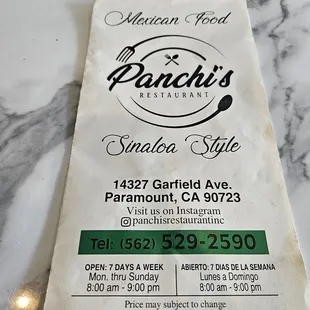 Mexican Food
Panchi's
RESTAURANT
Sinaloa Style
14327 Garfield Ave.
Paramount, CA 90723
Visit us on Instagram
panchisrestaurantinc
Tel: (562) 529-2590
OPEN: 7 DAYS A WEEK
Mon. thru Sunday
8:00 am - 9:00 pm
ABIERTO: 7 DIAS DE LA SEMANA
Lunes a Domingo
8:00 am - 9:00 pm
Price may subject to change